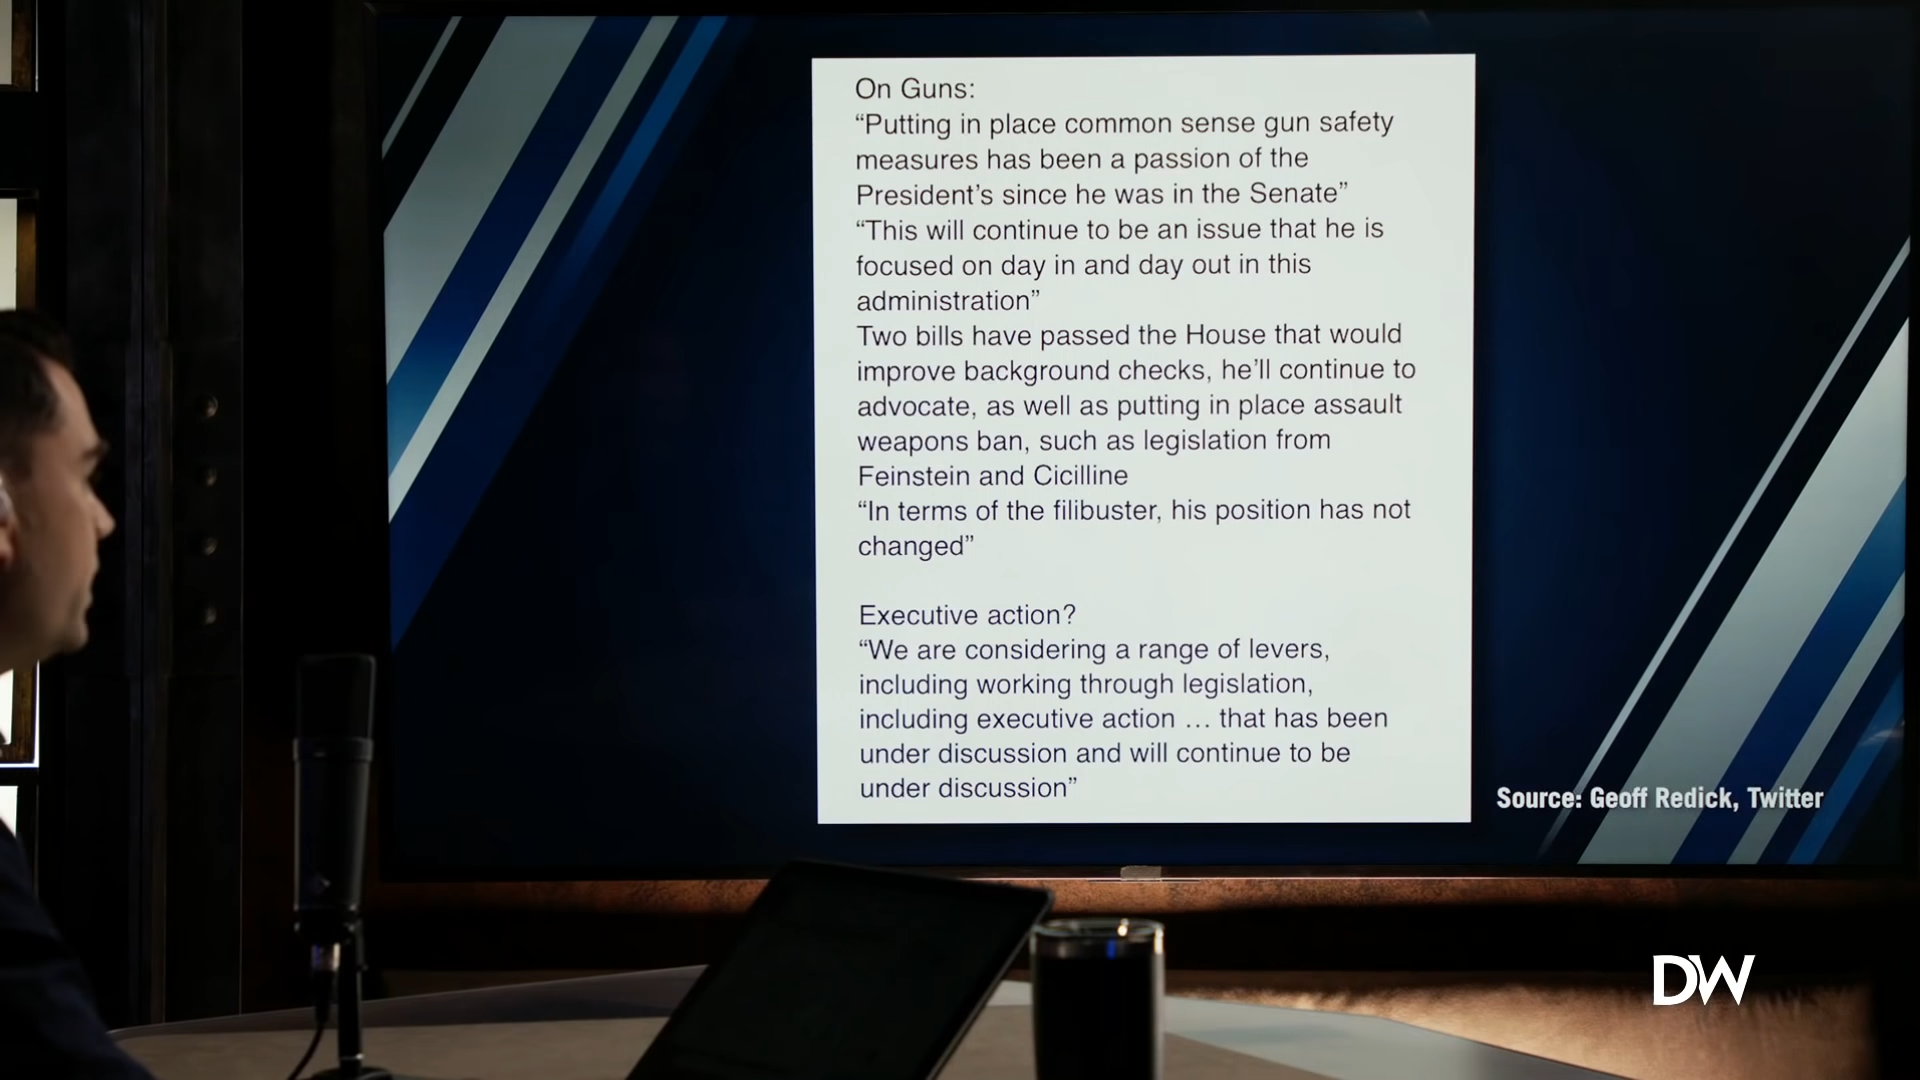 On Guns:
“Putting in place common sense gun safety
measures has been a passion of the
President’s since he was in the Senate”
“This will continue to be an issue that he is
focused on day in and day out in this
administration”
Two bills have passed the House that would
improve background checks, he’ll continue to
advocate, as well as putting in place assault
weapons ban, such as legislation from
Feinstein and Cicilline
“In terms of the filibuster, his position has not
changed”
Executive action?
“We are considering a range of levers,
including working through legislation,
including executive action … that has been
under discussion and will continue to be
under discussion”
Source: Geoff Redick, Twitter
DW